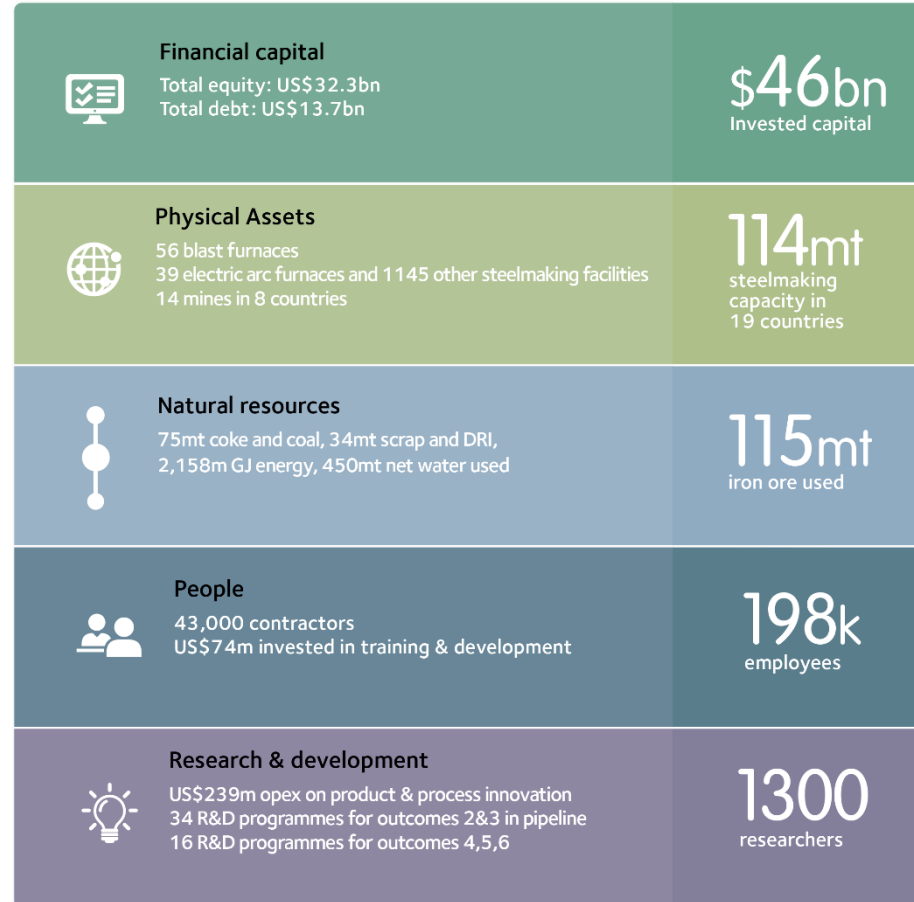 Financial capital
Total equity: US$32.3bn
Total debt: US$13.7bn
$46bn
Invested capital
Physical Assets
56 blast furnaces
39 electric arc furnaces and 1145 other steelmaking facilities
14 mines in 8 countries
114mt
steelmaking
capacity in
19 countries
Natural resources
75mt coke and coal, 34mt scrap and DRI,
2,158m GJ energy, 450mt net water used
115mt
iron ore used
People
43,000 contractors
US$74m invested in training & development
198k
employees
Research & development
US$239m opex on product & process innovation
34 R&D programmes for outcomes 2&3 in pipeline
16 R&D programmes for outcomes 4,5,6
1300
researchers